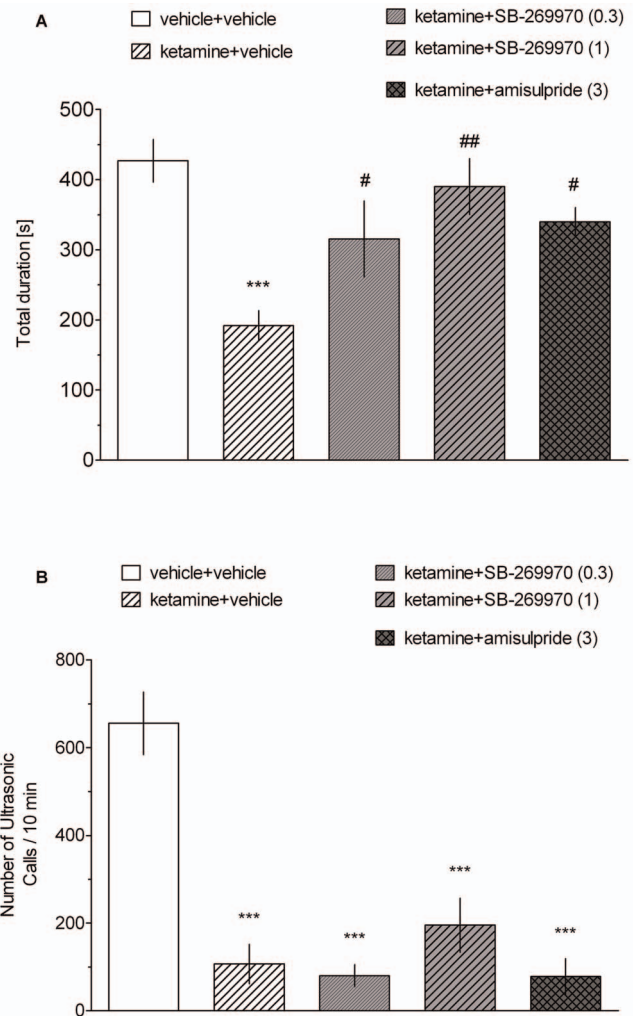 A
vehicle+vehicle
ketamine+vehicle
ketamine+SB-269970 (0.3)
ketamine+SB-269970 (1)
ketamine+amisulpride (3)
Total duration [s]
500
400
300
200
100
0
***
#
##
#
B
vehicle+vehicle
ketamine+vehicle
ketamine+SB-269970 (0.3)
ketamine+SB-269970 (1)
ketamine+amisulpride (3)
Number of Ultrasonic
Calls / 10 min
800
600
400
200
0
***
***
***
***